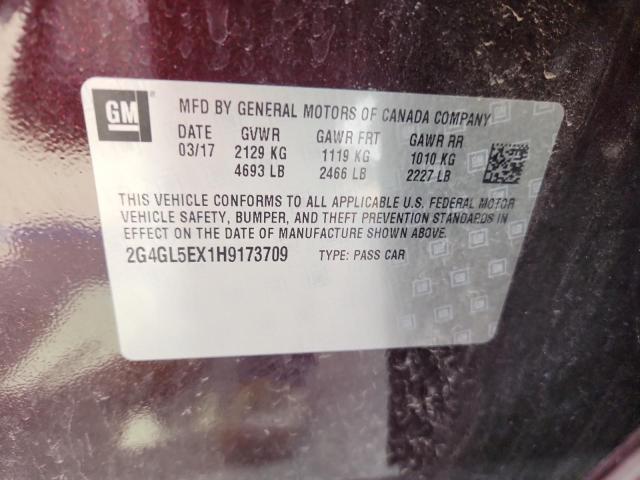 GM
MFD BY GENERAL MOTORS OF CANADA COMPANY
DATE GVWR GAWR FRT GAWR RR
03/17 2129 KG 1119 KG 1010 KG
4693 LB 2466 LB 2227 LB
THIS VEHICLE CONFORMS TO ALL APPLICABLE U.S. FEDERAL MOTOR
VEHICLE SAFETY, BUMPER, AND THEFT PREVENTION STANDARDS IN
EFFECT ON THE DATE OF MANUFACTURE SHOWN ABOVE.
2G4GL5EX1H9173709 TYPE: PASS CAR